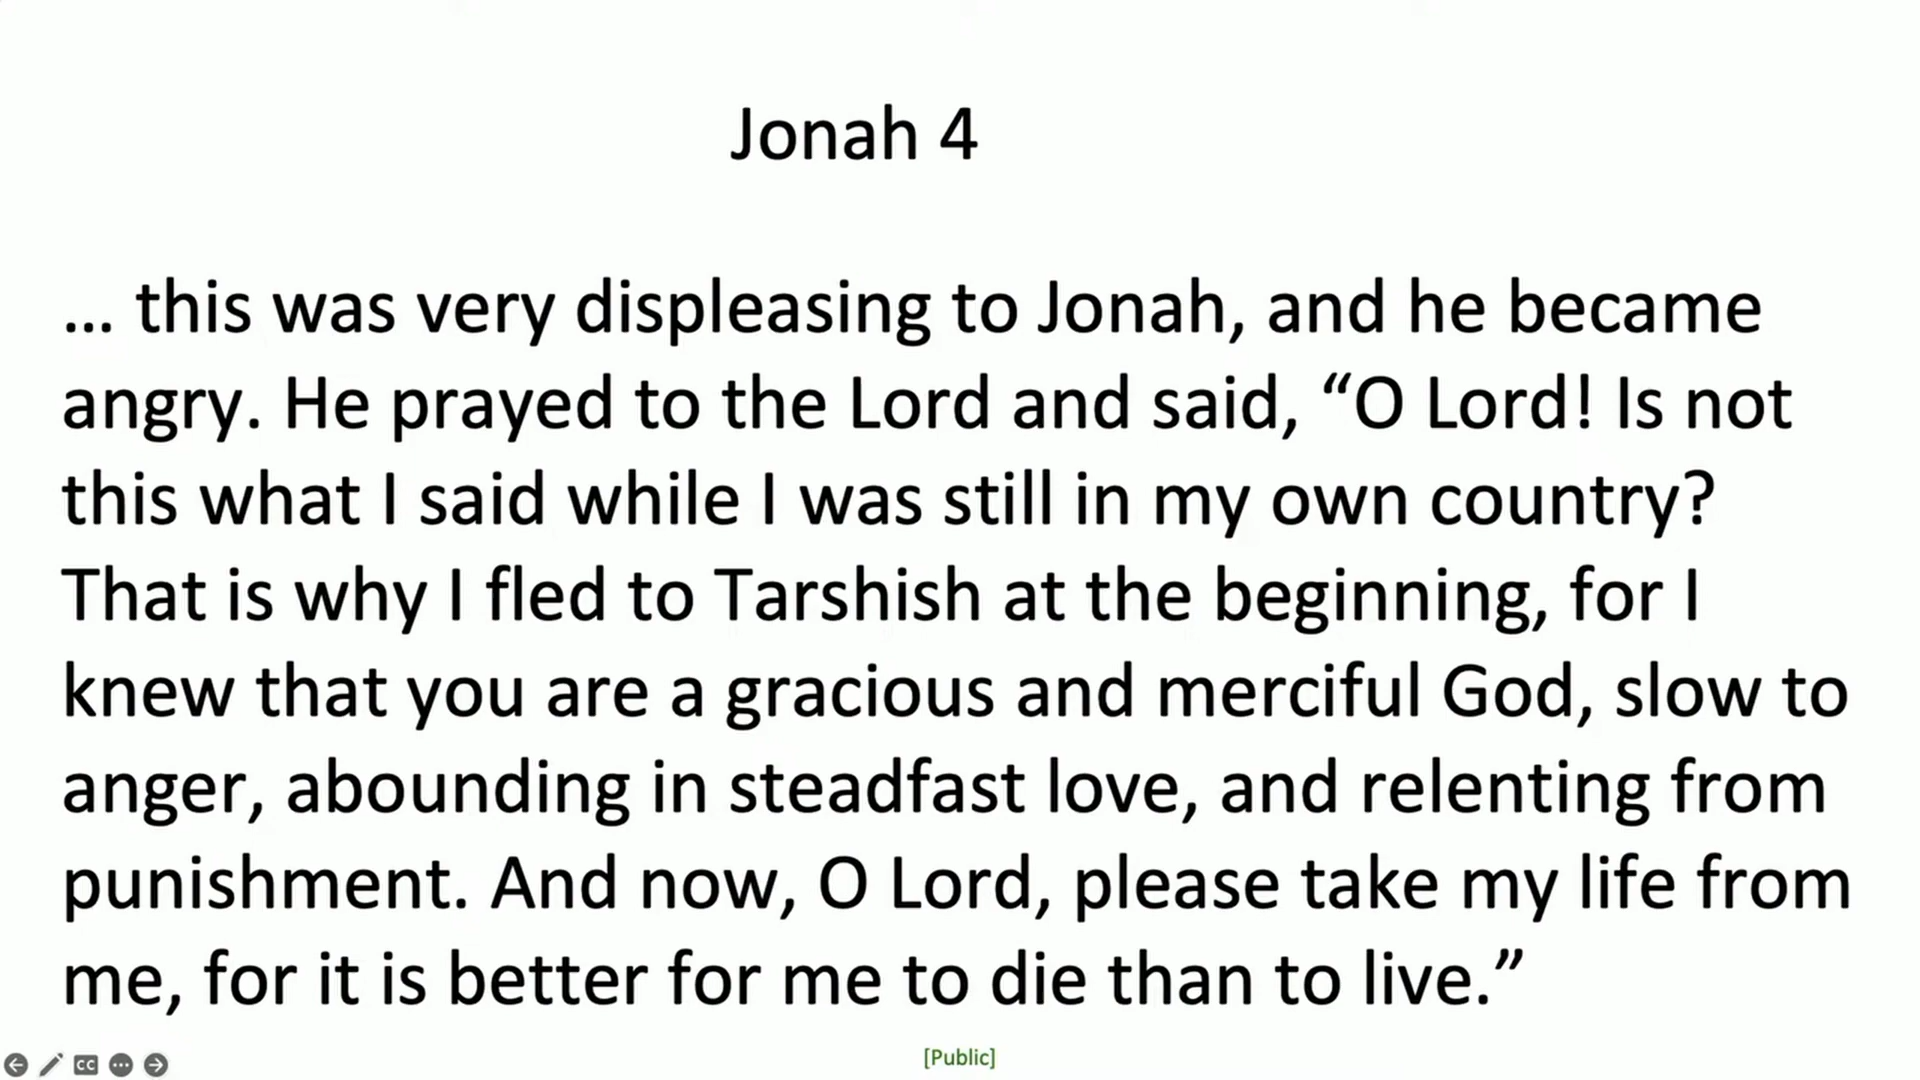 Jonah 4
... this was very displeasing to Jonah, and he became
angry. He prayed to the Lord and said, “O Lord! Is not
this what I said while I was still in my own country?
That is why I fled to Tarshish at the beginning, for I
knew that you are a gracious and merciful God, slow to
anger, abounding in steadfast love, and relenting from
punishment. And now, O Lord, please take my life from
me, for it is better for me to die than to live.”
CC
[Public]